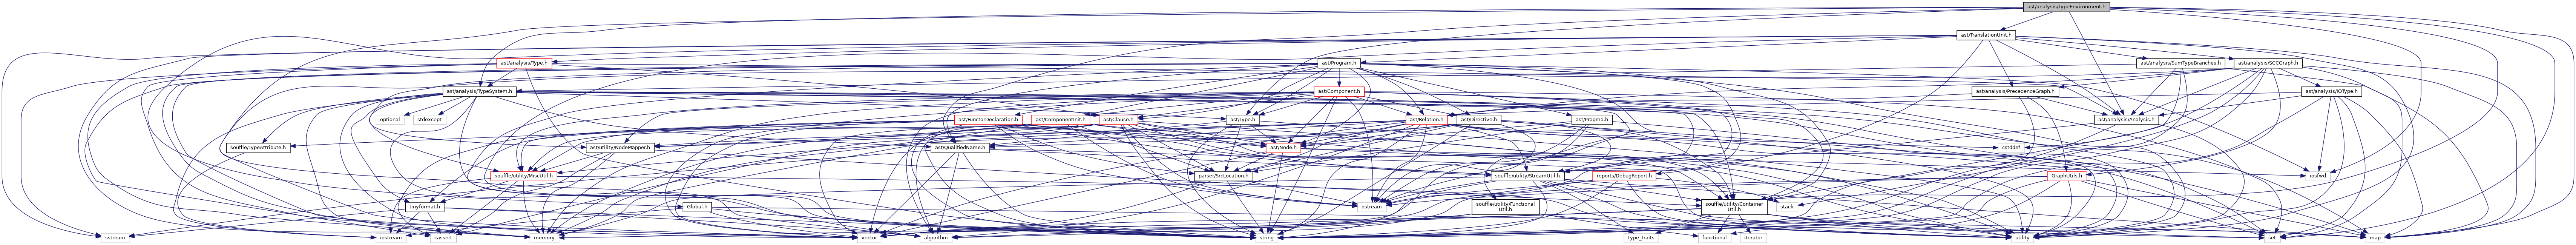 ast/analysis/TypeEnvironment.h
ast/TranslationUnit.h
ast/analysis/Type.h
ast/Program.h
ast/analysis/SumTypeBranches.h
ast/analysis/SCCGraph.h
ast/analysis/TypeSystem.h
ast/Component.h
ast/analysis/PrecedenceGraph.h
ast/analysis/IOType.h
optional
stdexcept
ast/FunctorDeclaration.h
ast/ComponentInit.h
ast/Clause.h
ast/Type.h
ast/Relation.h
ast/Directive.h
ast/Pragma.h
ast/analysis/Analysis.h
souffle/TypeAttribute.h
ast/utility/NodeMapper.h
ast/QualifiedName.h
ast/Node.h
cstddef
souffle/utility/MiscUtil.h
parser/SrcLocation.h
souffle/utility/StreamUtil.h
reports/DebugReport.h
GraphUtils.h
iosfwd
tinyformat.h
Global.h
ostream
souffle/utility/Functional
Util.h
souffle/utility/Container
Util.h
stack
sstream
iostream
cassert
memory
vector
algorithm
string
type_traits
functional
iterator
utility
set
map